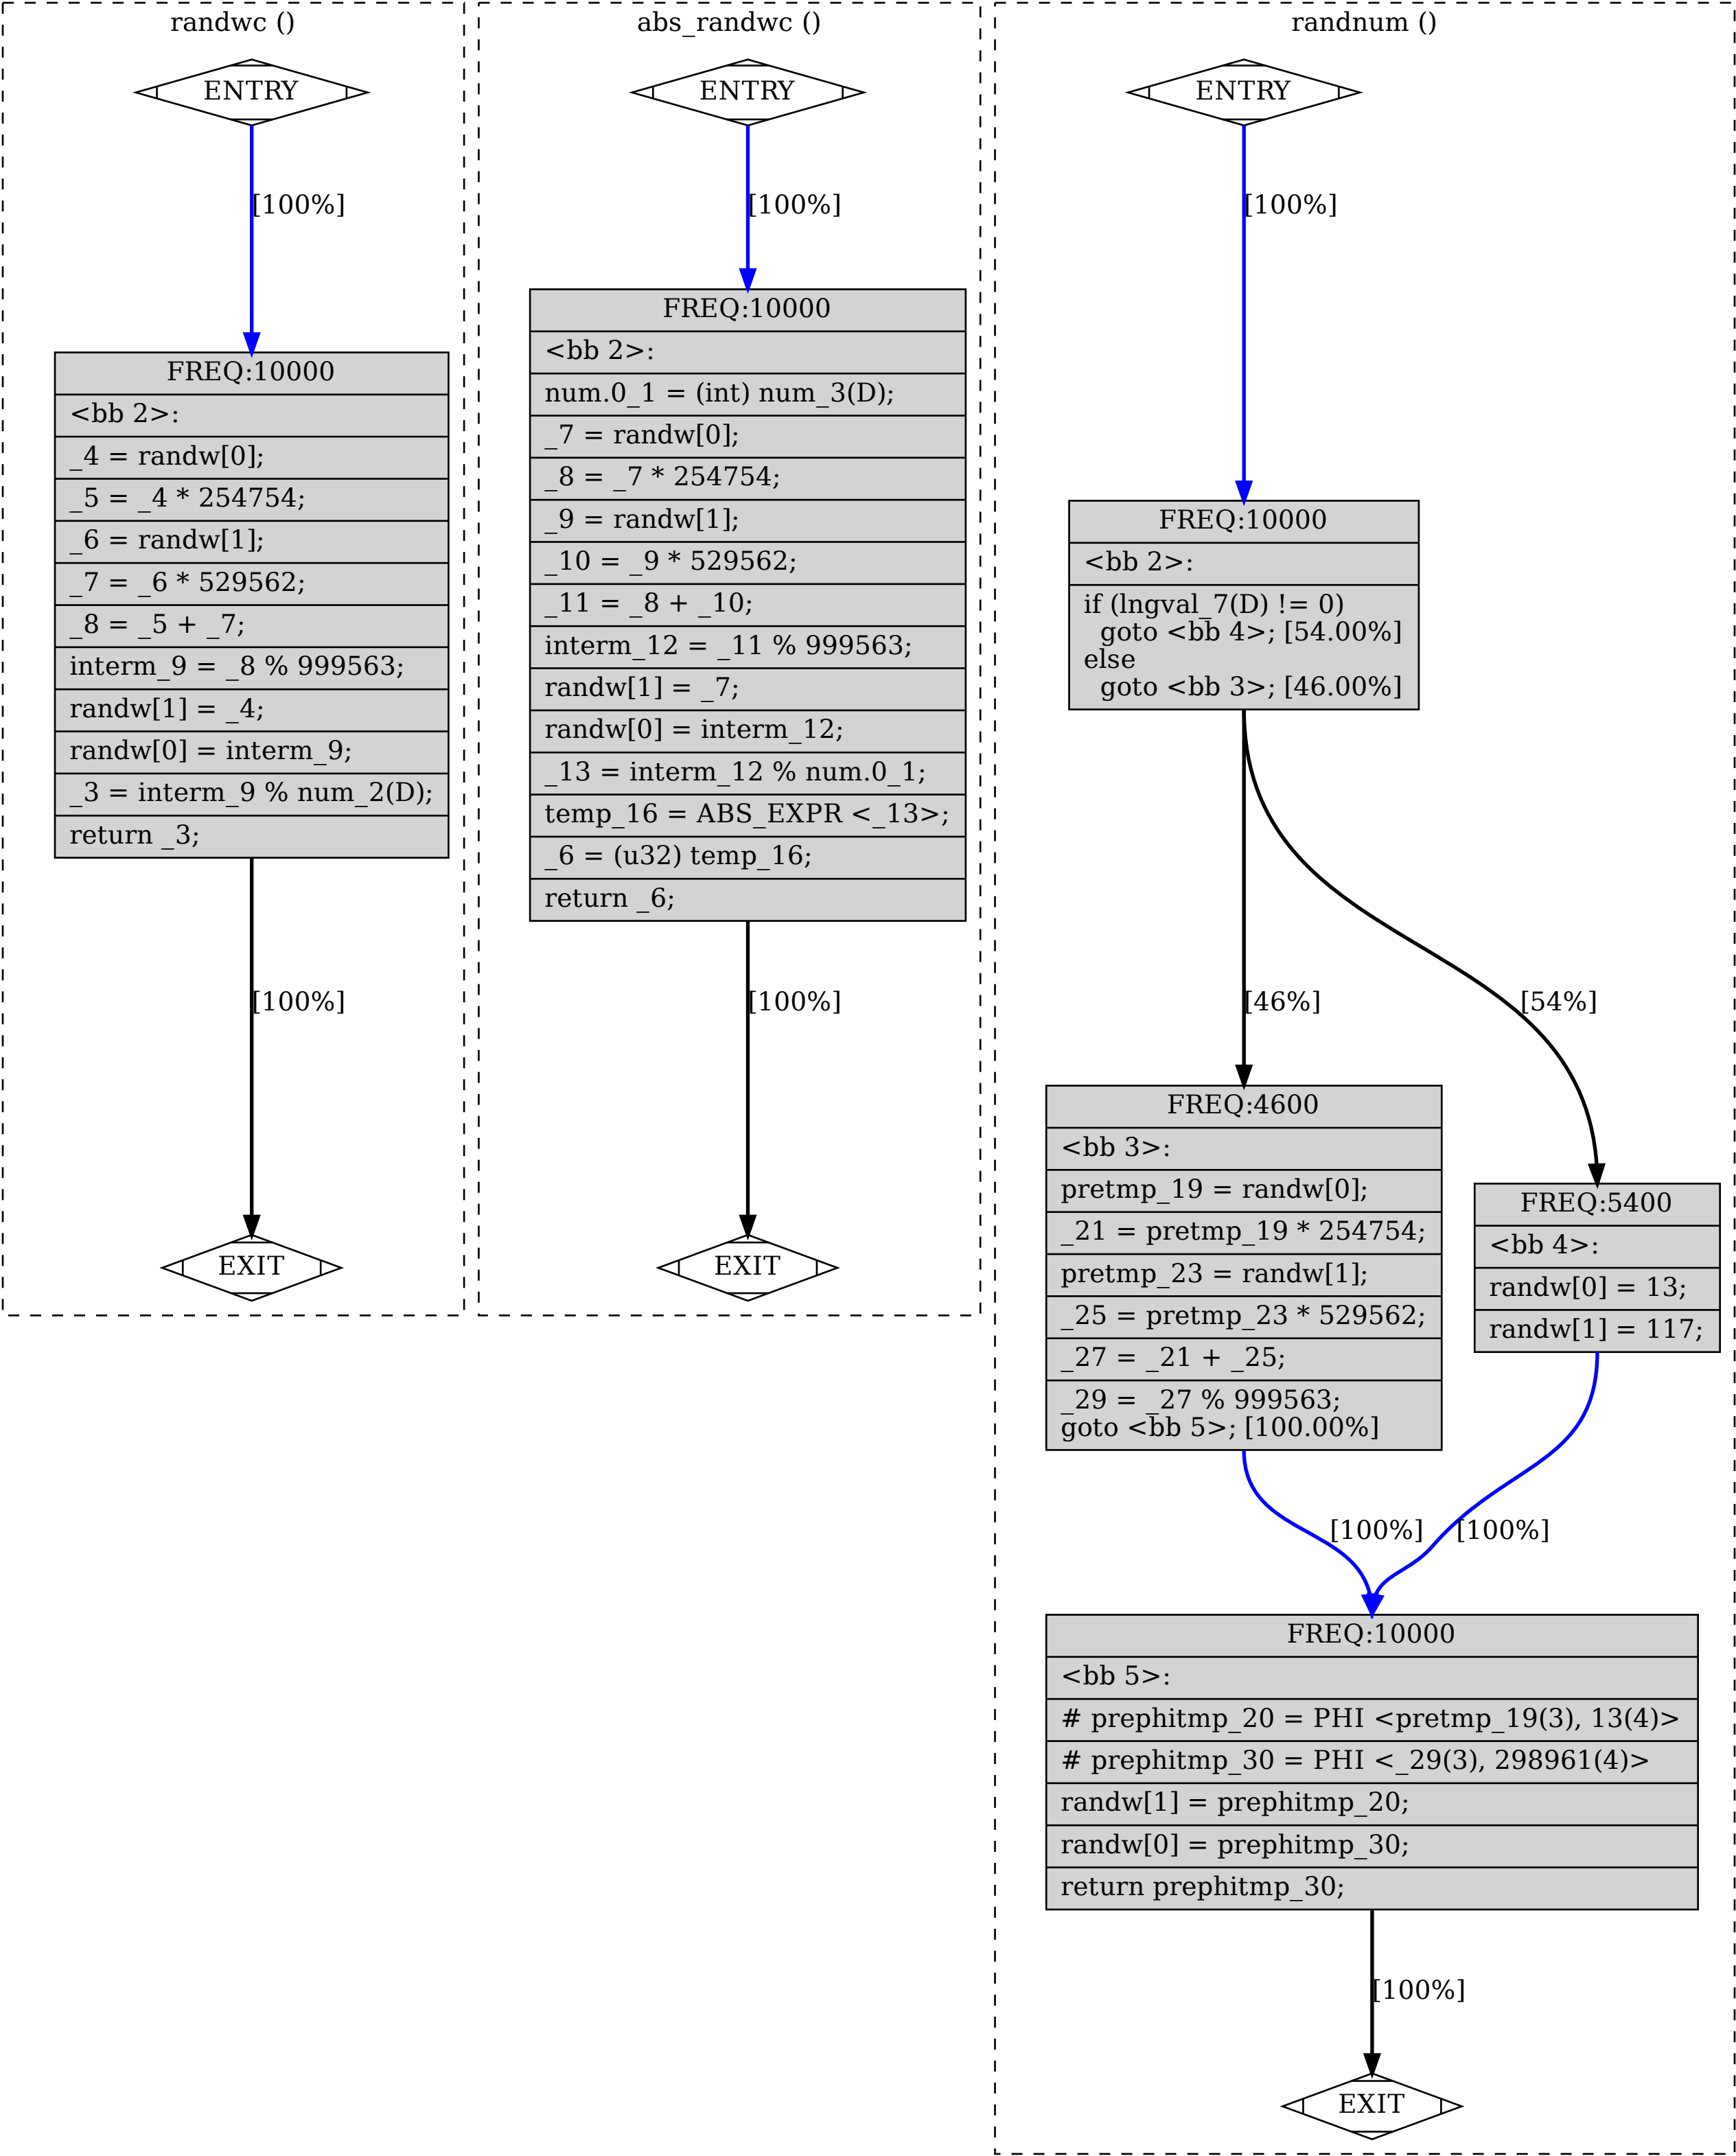 randwc ()
ENTRY
[100%]
FREQ:10000
<bb 2>:
_4 = randw[0];
_5 = _4 * 254754;
_6 = randw[1];
_7 = _6 * 529562;
_8 = _5 + _7;
interm_9 = _8 % 999563;
randw[1] = _4;
randw[0] = interm_9;
_3 = interm_9 % num_2(D);
return _3;
[100%]
EXIT
abs_randwc ()
ENTRY
[100%]
FREQ:10000
<bb 2>:
num.0_1 = (int) num_3(D);
_7 = randw[0];
_8 = _7 * 254754;
_9 = randw[1];
_10 = _9 * 529562;
_11 = _8 + _10;
interm_12 = _11 % 999563;
randw[1] = _7;
randw[0] = interm_12;
_13 = interm_12 % num.0_1;
temp_16 = ABS_EXPR <_13>;
_6 = (u32) temp_16;
return _6;
[100%]
EXIT
randnum ()
ENTRY
[100%]
FREQ:10000
<bb 2>:
if (lngval_7(D) != 0)
  goto <bb 4>; [54.00%]
else
  goto <bb 3>; [46.00%]
[46%]
[54%]
FREQ:4600
<bb 3>:
pretmp_19 = randw[0];
_21 = pretmp_19 * 254754;
pretmp_23 = randw[1];
_25 = pretmp_23 * 529562;
_27 = _21 + _25;
_29 = _27 % 999563;
goto <bb 5>; [100.00%]
FREQ:5400
<bb 4>:
randw[0] = 13;
randw[1] = 117;
[100%]
[100%]
FREQ:10000
<bb 5>:
# prephitmp_20 = PHI <pretmp_19(3), 13(4)>
# prephitmp_30 = PHI <_29(3), 298961(4)>
randw[1] = prephitmp_20;
randw[0] = prephitmp_30;
return prephitmp_30;
[100%]
EXIT